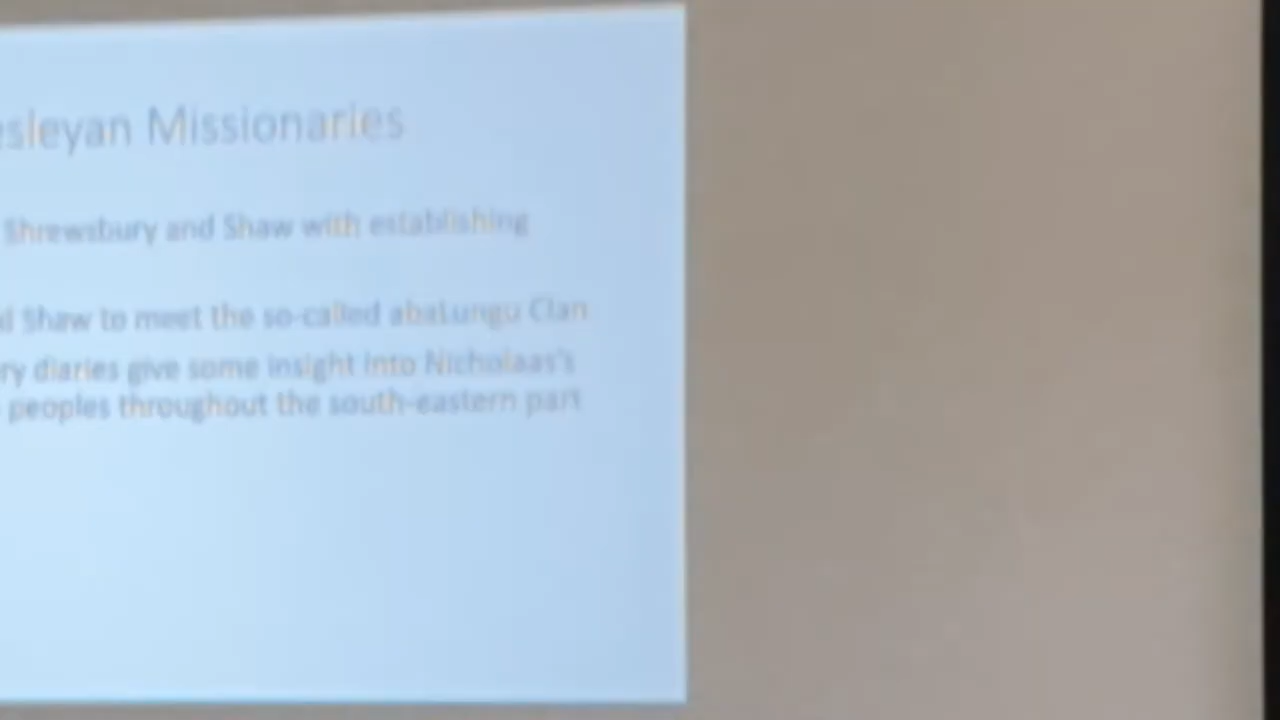 esleyan Missionaries
Shrewsbury and Shaw with establishing
Shaw to meet the so-called abaLungu Clan
ry diaries give some insight into Nicholaas's
peoples throughout the south-eastern part